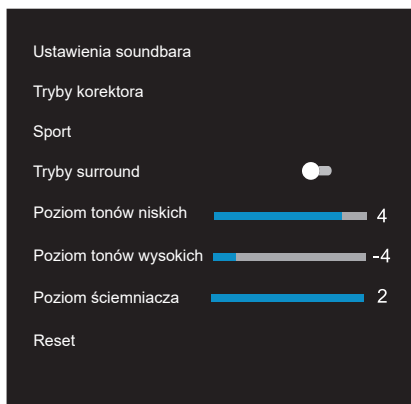 Ustawienia soundbara
Tryby korektora
Sport
Tryby surround
Poziom tonów niskich 4
Poziom tonów wysokich -4
Poziom ściemniacza 2
Reset